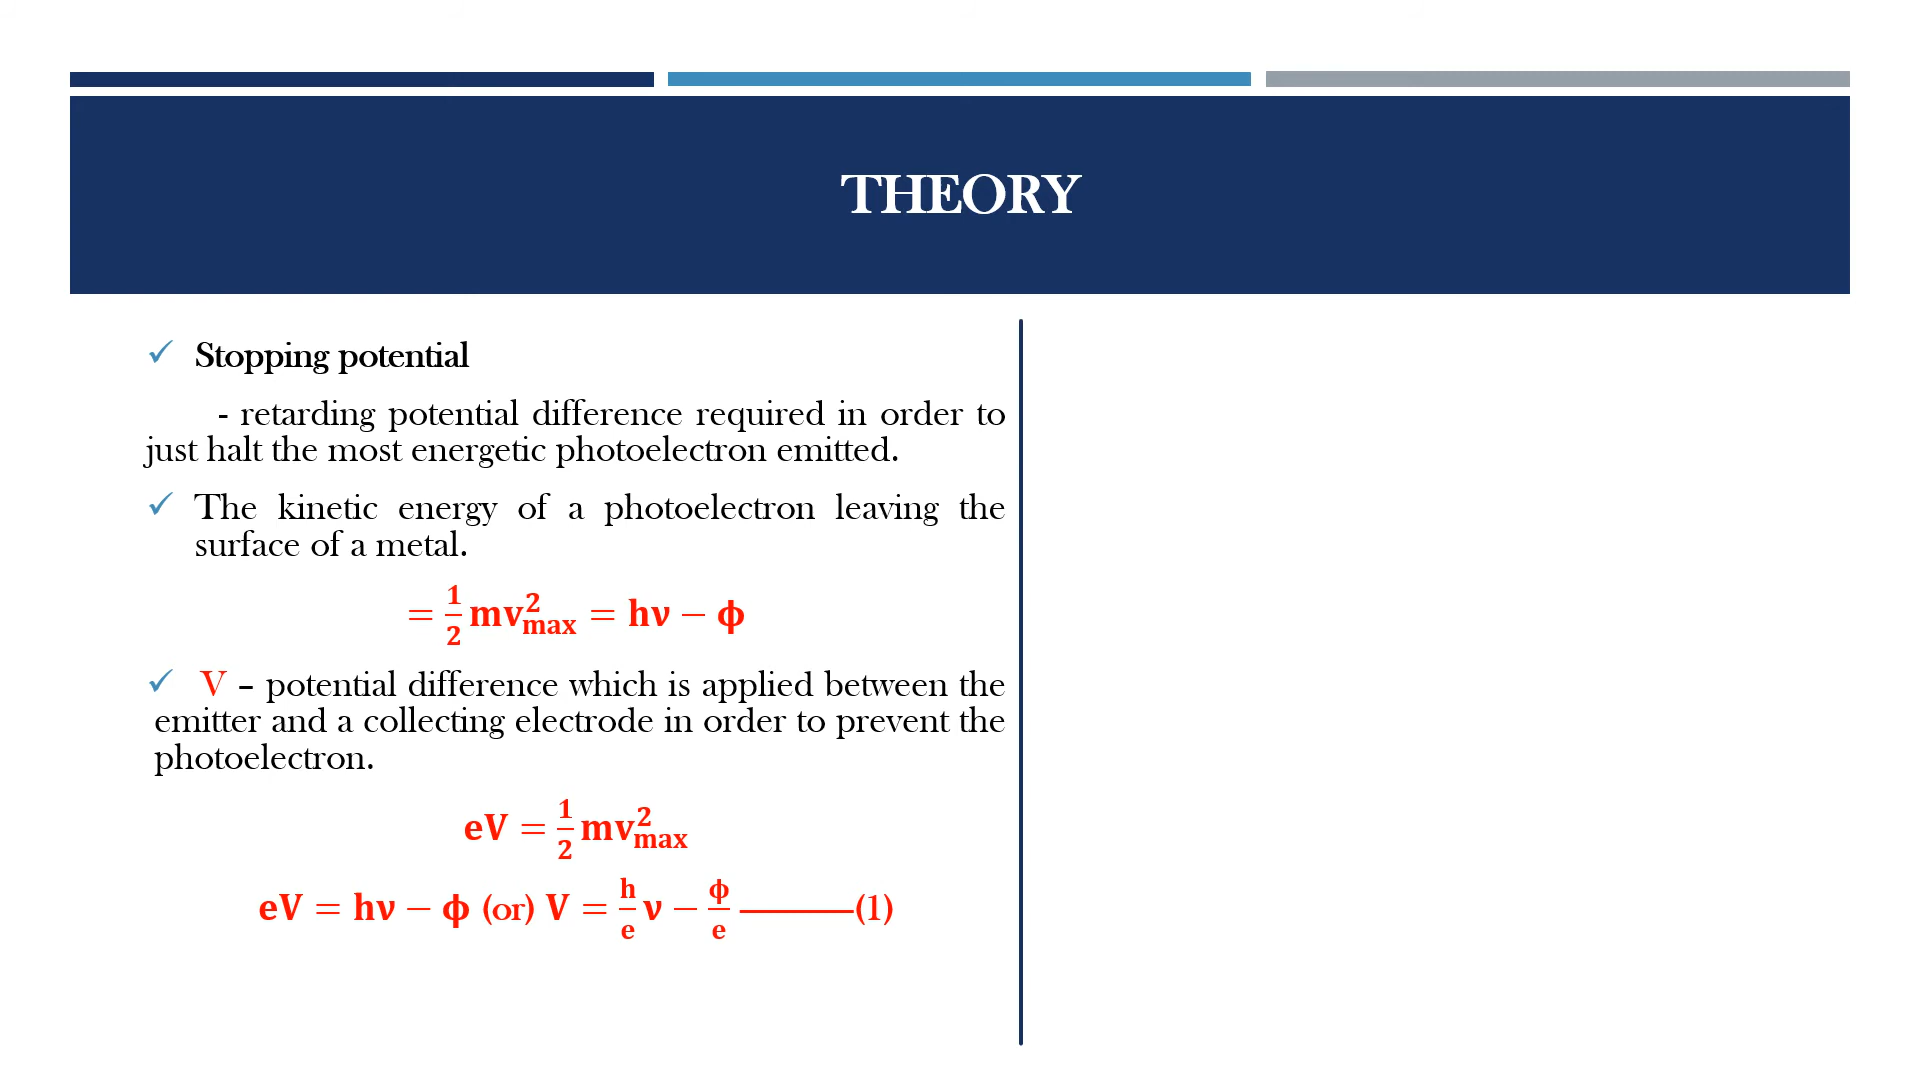 THEORY
✓ Stopping potential
- retarding potential difference required in order to
just halt the most energetic photoelectron emitted.
✓ The kinetic energy of a photoelectron leaving the
surface of a metal.
= 1/2 mv²max = hν − ϕ
✓ V – potential difference which is applied between the
emitter and a collecting electrode in order to prevent the
photoelectron.
eV = 1/2 mv²max
eV = hν − ϕ (or) V = h/e ν − ϕ/e ————(1)